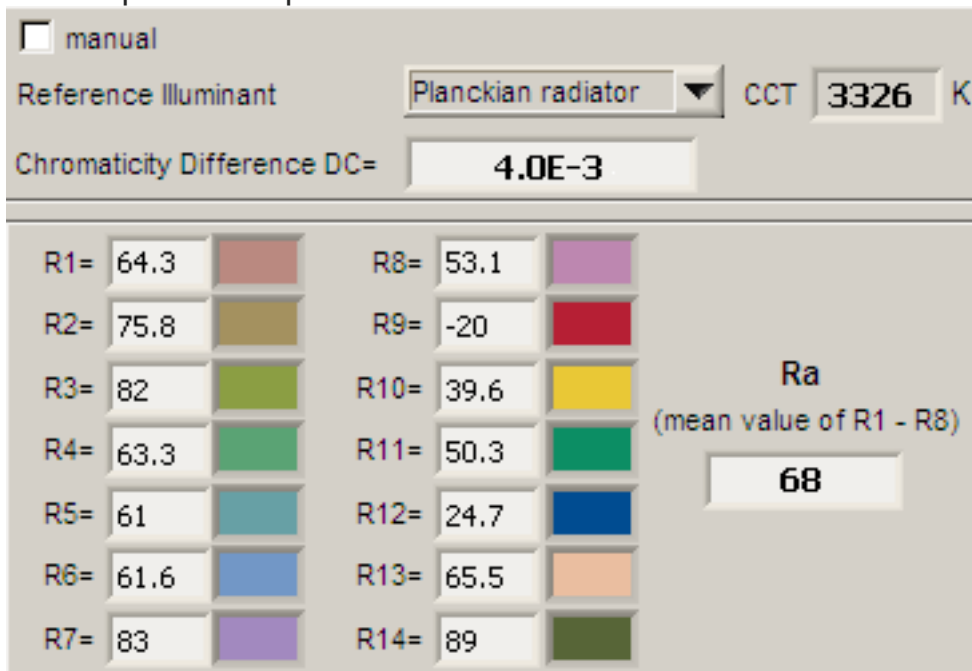 manual
Reference Illuminant Planckian radiator CCT 3326 K
Chromaticity Difference DC= 4.0E-3
R1= 64.3 R8= 53.1
R2= 75.8 R9= -20
R3= 82 R10= 39.6
R4= 63.3 R11= 50.3
R5= 61 R12= 24.7
R6= 61.6 R13= 65.5
R7= 83 R14= 89
Ra
(mean value of R1 - R8)
68